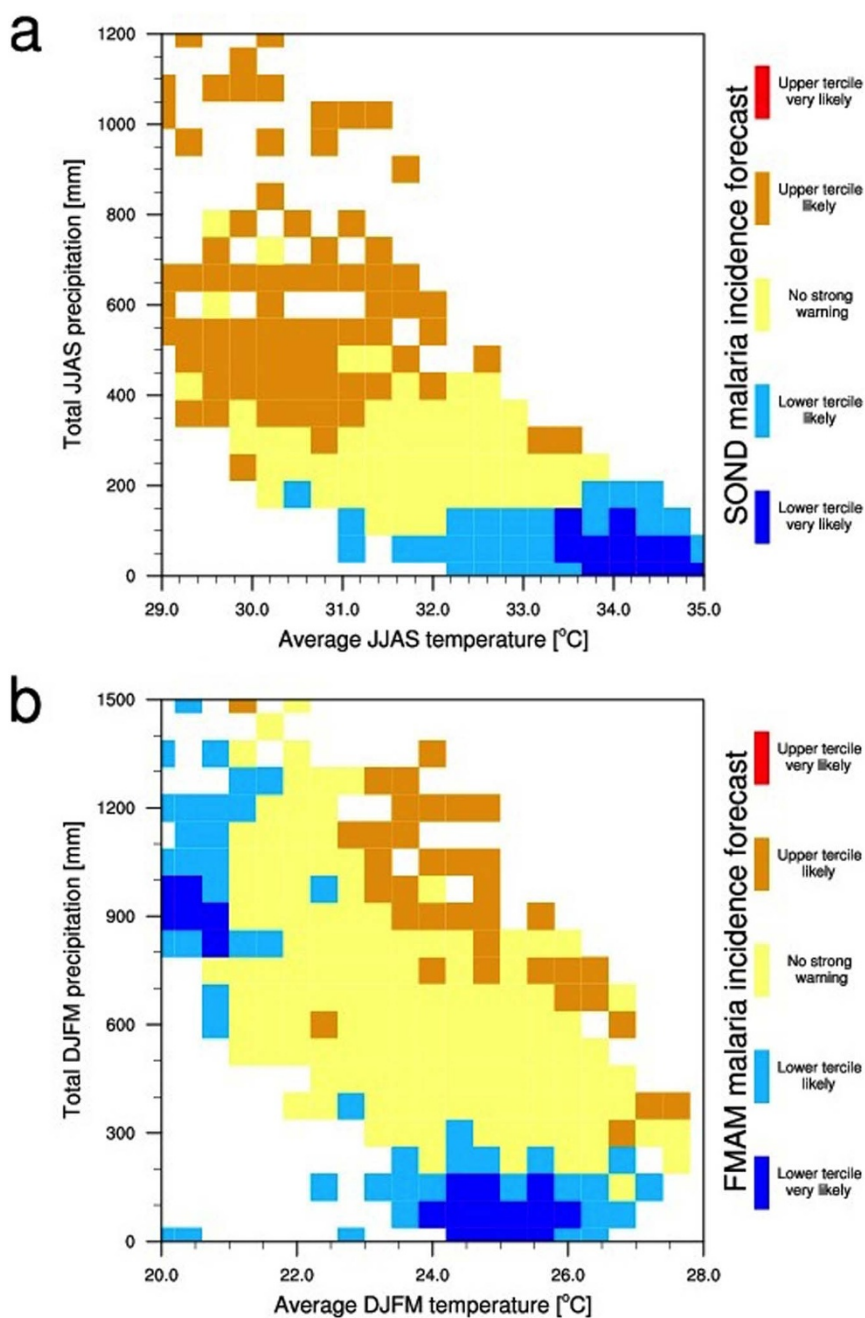 a
1200
1000
800
600
400
200
0
Total JJAS precipitation [mm]
29.0 30.0 31.0 32.0 33.0 34.0 35.0
Average JJAS temperature [°C]
SOND malaria incidence forecast
Upper tercile
very likely
Upper tercile
likely
No strong
warning
Lower tercile
likely
Lower tercile
very likely
b
1500
1200
900
600
300
0
Total DJFM precipitation [mm]
20.0 22.0 24.0 26.0 28.0
Average DJFM temperature [°C]
FMAM malaria incidence forecast
Upper tercile
very likely
Upper tercile
likely
No strong
warning
Lower tercile
likely
Lower tercile
very likely